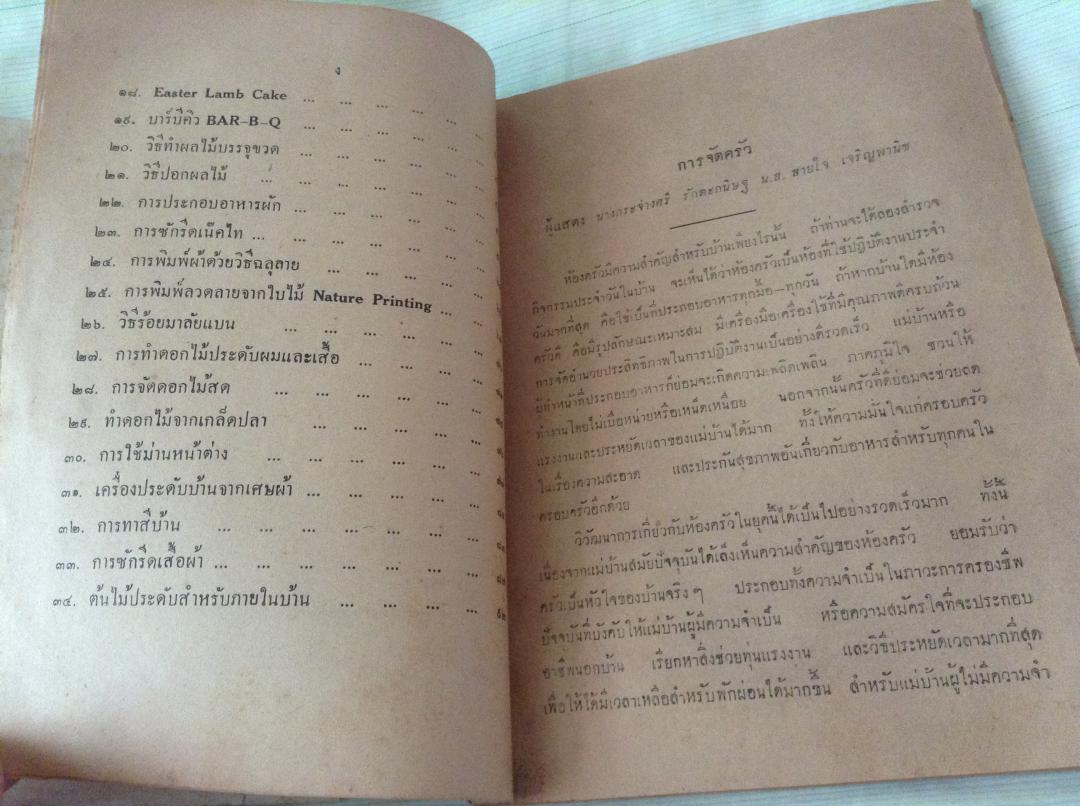 ง
๑๘. Easter Lamb Cake ... ... ... ...
๑๙. บาร์บีคิว BAR–B–Q ... ... ... ...
๒๐. วิธีทำผลไม้บรรจุขวด ... ... ... ...
๒๑. วิธีปอกผลไม้ ... ... ... ...
๒๒. การประกอบอาหารผัก ... ... ... ...
๒๓. การซักรีดเน๊คไท ... ... ... ...
๒๔. การพิมพ์ผ้าด้วยวิธีฉลุลาย ... ... ...
๒๕. การพิมพ์ลวดลายจากใบไม้ Nature Printing ...
๒๖. วิธีร้อยมาลัยแบน ... ... ... ...
๒๗. การทำดอกไม้ประดับผมและเสื้อ ... ... ...
๒๘. การจัดดอกไม้สด ... ... ... ...
๒๙. ทำดอกไม้จากเกล็ดปลา ... ... ... ...
๓๐. การใช้ม่านหน้าต่าง ... ... ... ...
๓๑. เครื่องประดับบ้านจากเศษผ้า ... ... ... ...
๓๒. การทาสีบ้าน ... ... ... ... ...
๓๓. การซักรีดเสื้อผ้า ... ... ... ... ...
๓๔. ต้นไม้ประดับสำหรับภายในบ้าน ... ... ... ...
การจัดครัว
ผู้แสดง นางกระจ่างศรี รักตะกนิษฐ น.ส. สายใจ เจริญพานิช
ห้องครัวมีความสำคัญสำหรับบ้านเพียงไรนั้น ถ้าท่านจะได้ลองสำรวจ
กิจกรรมประจำวันในบ้าน จะเห็นได้ว่าห้องครัวเป็นห้องที่ใช้ปฏิบัติงานประจำ
วันมากที่สุด คือใช้เป็นที่ประกอบอาหารทุกมื้อ—ทุกวัน ถ้าหากบ้านใดมีห้อง
ครัวดี คือมีรูปลักษณะเหมาะสม มีเครื่องมือเครื่องใช้ที่มีคุณภาพดีครบถ้วน
การจัดอำนวยประสิทธิภาพในการปฏิบัติงานเป็นอย่างดีรวดเร็ว แม่บ้านหรือ
ผู้ทำหน้าที่ประกอบอาหารก็ย่อมจะเกิดความเพลิดเพลิน ภาคภูมิใจ ชวนให้
ทำงานโดยไม่เบื่อหน่ายหรือเหน็ดเหนื่อย นอกจากนั้นครัวที่ดีย่อมจะช่วยลด
แรงงานและประหยัดเวลาของแม่บ้านได้มาก ทั้งให้ความมั่นใจแก่ครอบครัว
ในเรื่องความสะอาด และประกันสุขภาพอันเกี่ยวกับอาหารสำหรับทุกคนใน
ครอบครัวอีกด้วย
วิวัฒนาการเกี่ยวกับห้องครัวในยุคนี้ได้เป็นไปอย่างรวดเร็วมาก ทั้งนี้
เนื่องจากแม่บ้านสมัยปัจจุบันได้เล็งเห็นความสำคัญของห้องครัว ยอมรับว่า
ครัวเป็นหัวใจของบ้านจริง ๆ ประกอบทั้งความจำเป็นในภาวะการครองชีพ
ปัจจุบันที่บังคับให้แม่บ้านผู้มีความจำเป็น หรือความสมัครใจที่จะประกอบ
อาชีพนอกบ้าน เรียกหาสิ่งช่วยทุ่นแรงงาน และวิธีประหยัดเวลามากที่สุด
เพื่อให้ได้มีเวลาเหลือสำหรับพักผ่อนได้มากขึ้น สำหรับแม่บ้านผู้ไม่มีความจำ